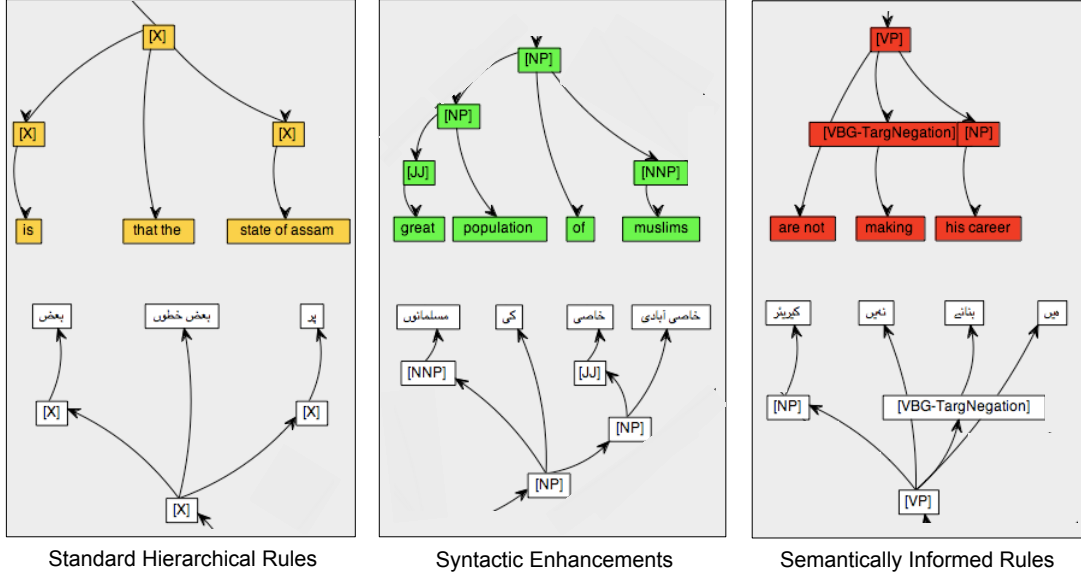 [X]
[X]
[X]
is
that the
state of assam
بعض
بعض خطوں
پر
[X]
[X]
[X]
Standard Hierarchical Rules
[NP]
[NP]
[JJ]
[NNP]
great
population
of
muslims
مسلمانوں
کی
خاصی
خاصی آبادی
[NNP]
[JJ]
[NP]
[NP]
Syntactic Enhancements
[VP]
[VBG-TargNegation]
[NP]
are not
making
his career
کیریئر
نہیں
بنانے
میں
[NP]
[VBG-TargNegation]
[VP]
Semantically Informed Rules